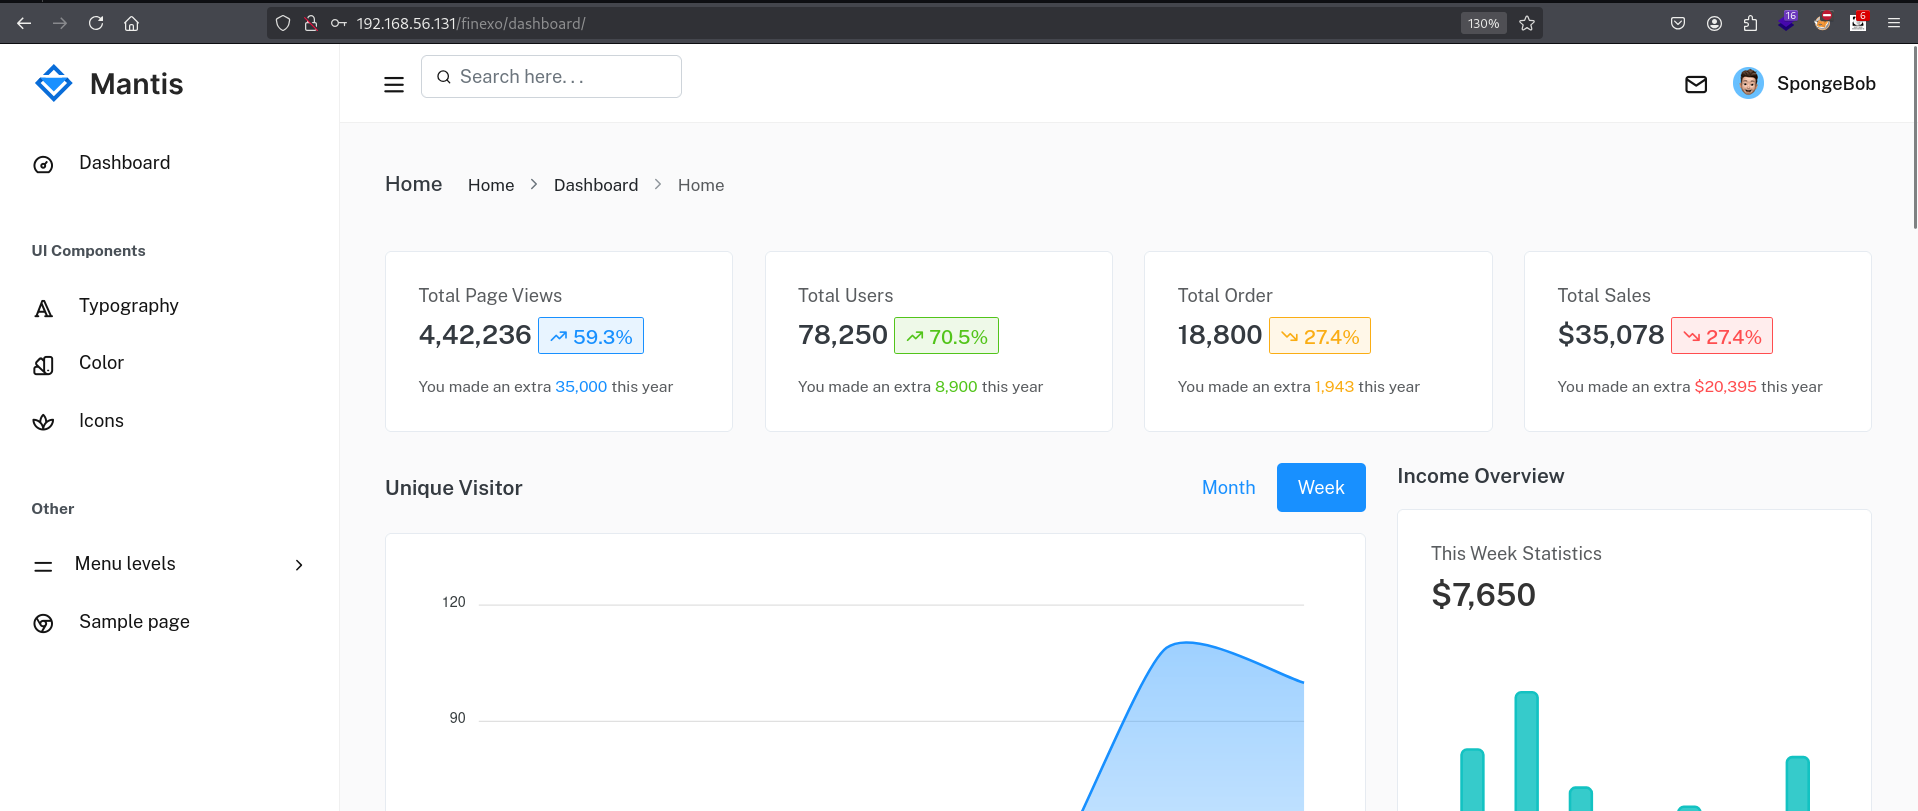 192.168.56.131/finexo/dashboard/
130%
16
6
Mantis
Search here. . .
SpongeBob
Dashboard
UI Components
Typography
Color
Icons
Other
Menu levels
Sample page
Home
Home > Dashboard > Home
Total Page Views
4,42,236 59.3%
You made an extra 35,000 this year
Total Users
78,250 70.5%
You made an extra 8,900 this year
Total Order
18,800 27.4%
You made an extra 1,943 this year
Total Sales
$35,078 27.4%
You made an extra $20,395 this year
Unique Visitor
Month
Week
120
90
Income Overview
This Week Statistics
$7,650